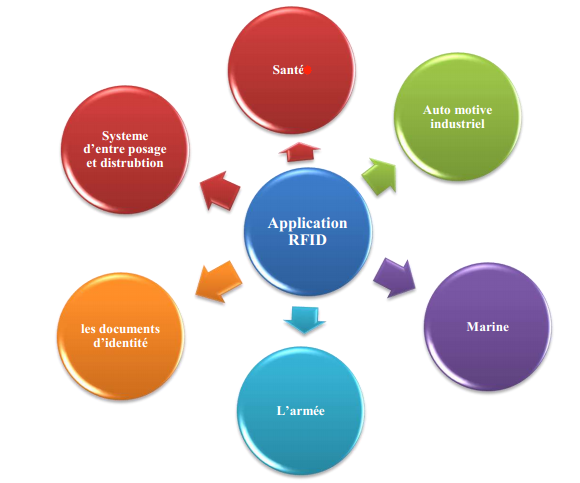 Santé
Auto motive
industriel
Systeme
d’entre posage
et distrubtion
Application
RFID
les documents
d’identité
Marine
L’armée